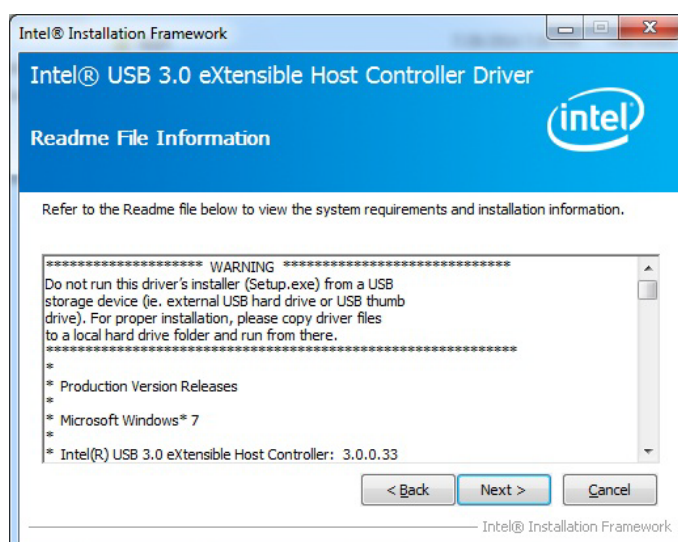 Intel® Installation Framework
Intel® USB 3.0 eXtensible Host Controller Driver
intel
Readme File Information
Refer to the Readme file below to view the system requirements and installation information.
******************** WARNING *****************************
Do not run this driver's installer (Setup.exe) from a USB
storage device (ie. external USB hard drive or USB thumb
drive). For proper installation, please copy driver files
to a local hard drive folder and run from there.
************************************************************
*
* Production Version Releases
*
* Microsoft Windows* 7
*
* Intel(R) USB 3.0 eXtensible Host Controller: 3.0.0.33
< Back
Next >
Cancel
Intel® Installation Framework